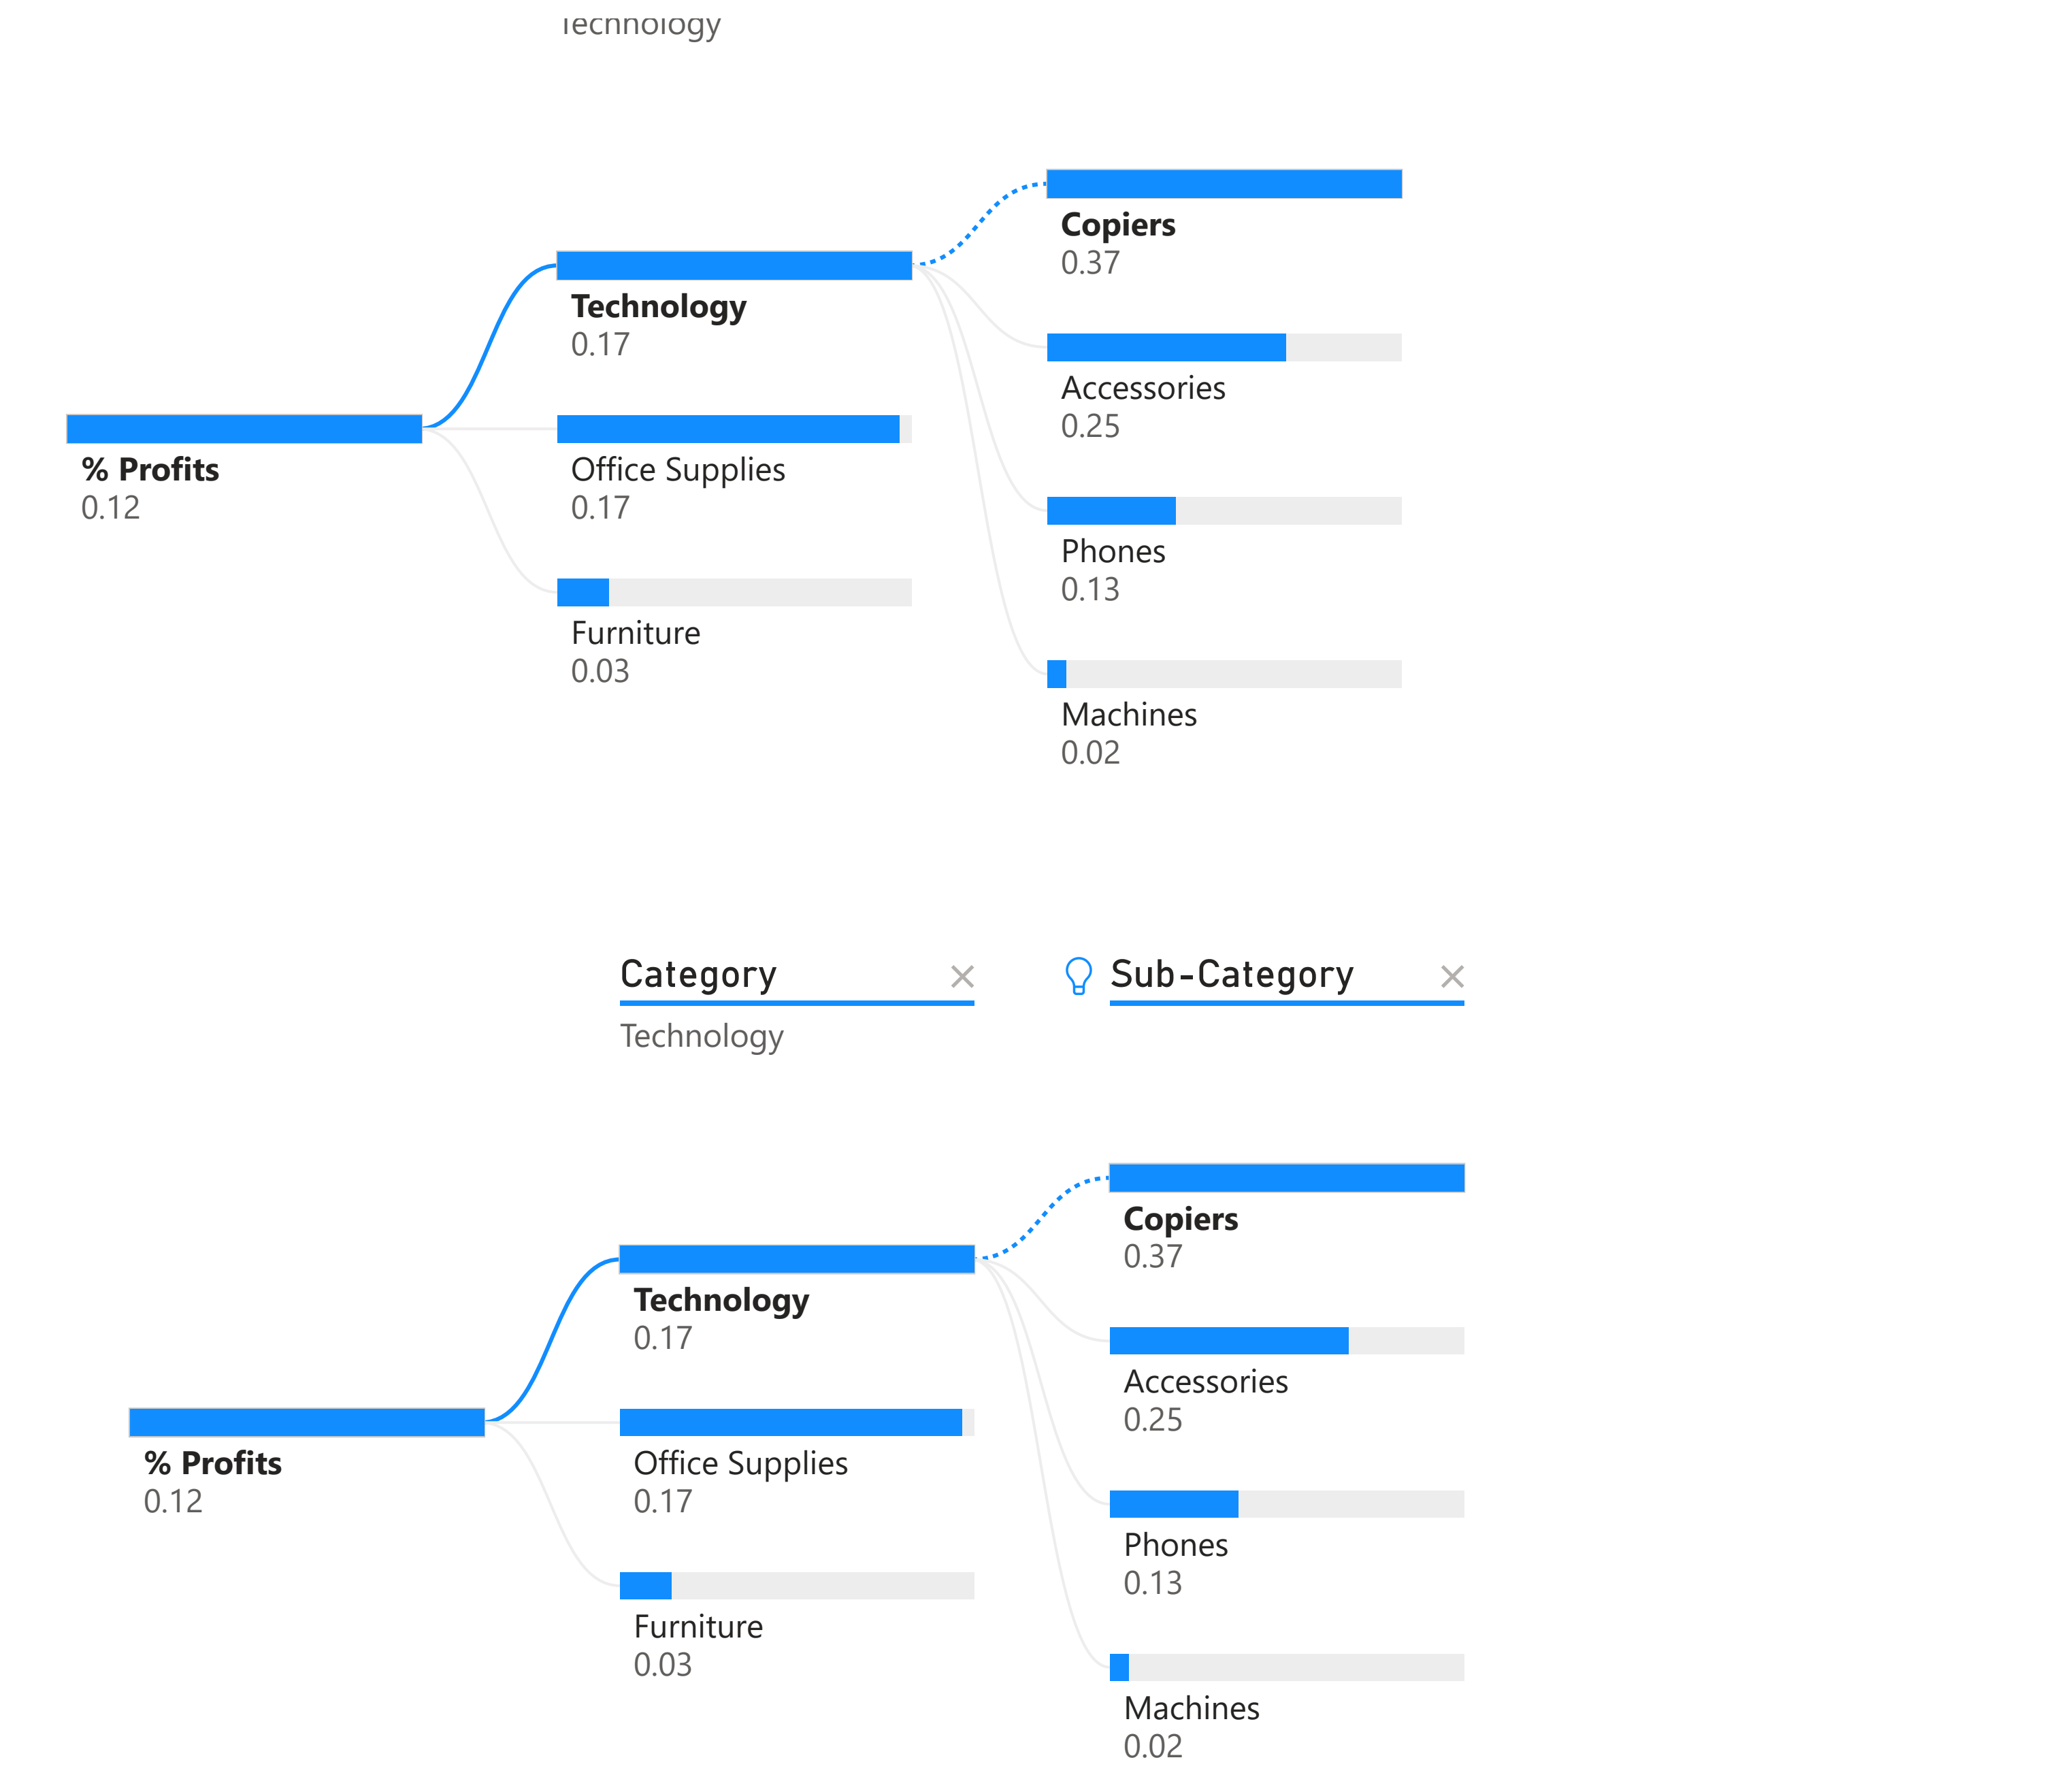 Technology
Copiers
0.37
Technology
0.17
Accessories
0.25
% Profits
0.12
Office Supplies
0.17
Phones
0.13
Furniture
0.03
Machines
0.02
Category
Sub-Category
Technology
Copiers
0.37
Technology
0.17
Accessories
0.25
% Profits
0.12
Office Supplies
0.17
Phones
0.13
Furniture
0.03
Machines
0.02